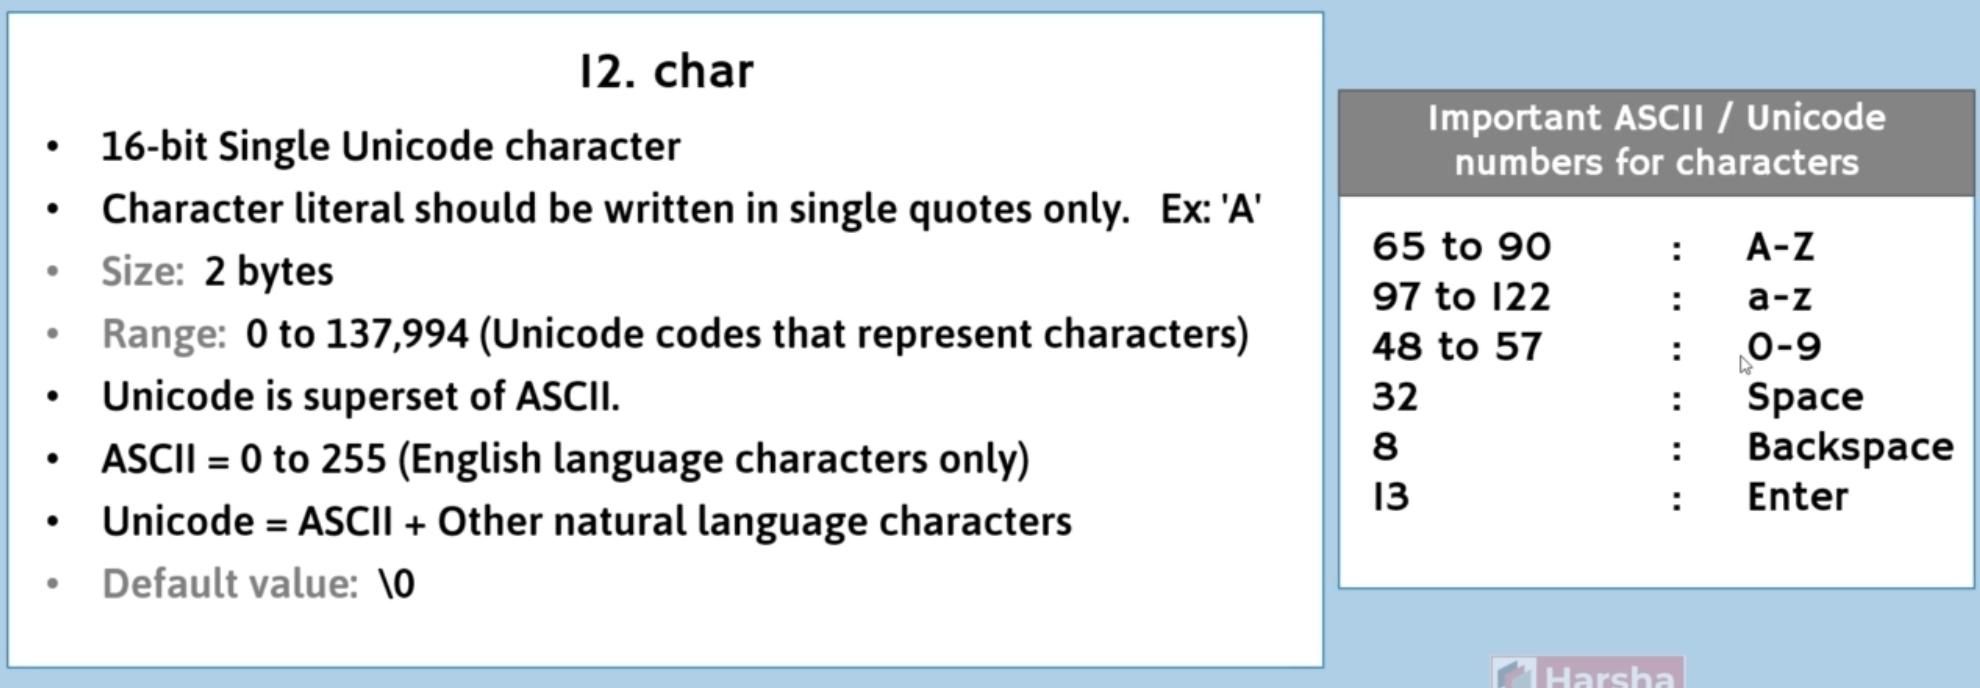 12. char
• 16-bit Single Unicode character
• Character literal should be written in single quotes only. Ex: 'A'
• Size: 2 bytes
• Range: 0 to 137,994 (Unicode codes that represent characters)
• Unicode is superset of ASCII.
• ASCII = 0 to 255 (English language characters only)
• Unicode = ASCII + Other natural language characters
• Default value: \0
Important ASCII / Unicode
numbers for characters
65 to 90 : A-Z
97 to 122 : a-z
48 to 57 : 0-9
32 : Space
8 : Backspace
13 : Enter
Harsha